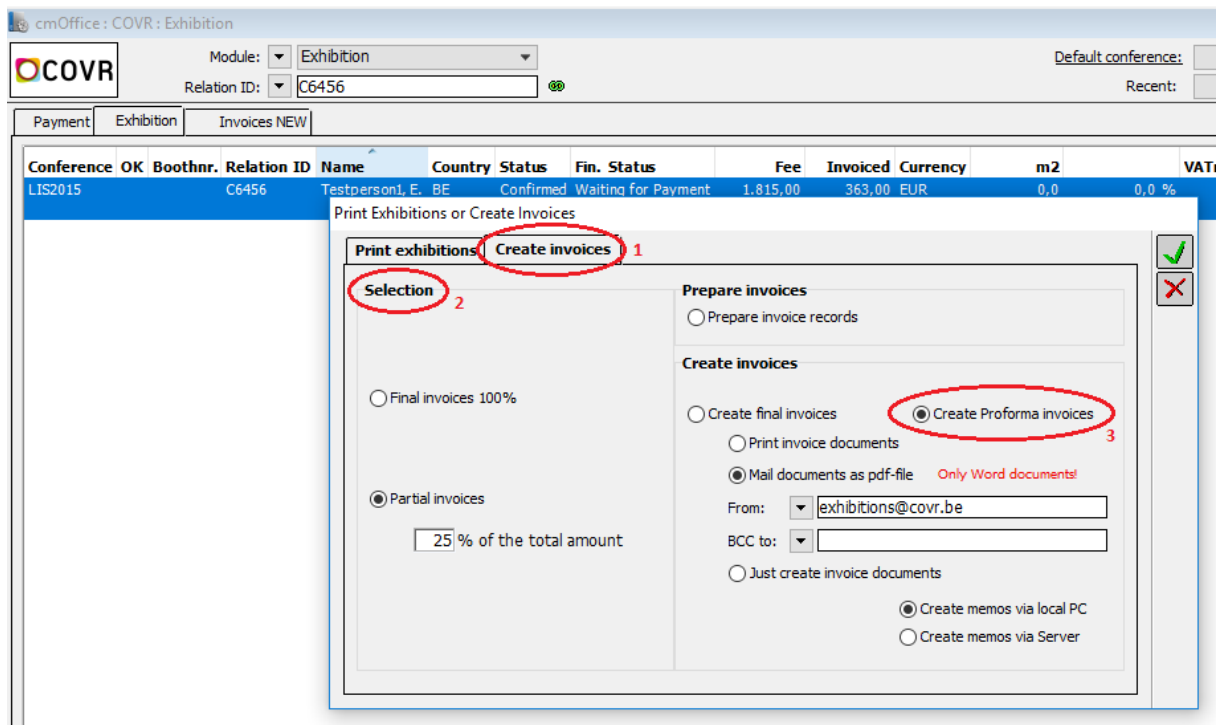 cmOffice : COVR : Exhibition
COVR
Module: Exhibition
Default conference:
Relation ID: C6456
Recent:
Payment Exhibition Invoices NEW
Conference OK Boothnr. Relation ID Name Country Status Fin. Status Fee Invoiced Currency m2
LIS2015 C6456 Testperson1, E. BE Confirmed Waiting for Payment 1.815,00 363,00 EUR 0,0 0,0 %
Print Exhibitions or Create Invoices
Print exhibitions Create invoices 1
Selection 2
Prepare invoices
Prepare invoice records
Create invoices
Final invoices 100%
Create final invoices Create Proforma invoices 3
Print invoice documents
Mail documents as pdf-file Only Word documents!
Partial invoices
From: exhibitions@covr.be
25 % of the total amount
BCC to:
Just create invoice documents
Create memos via local PC
Create memos via Server